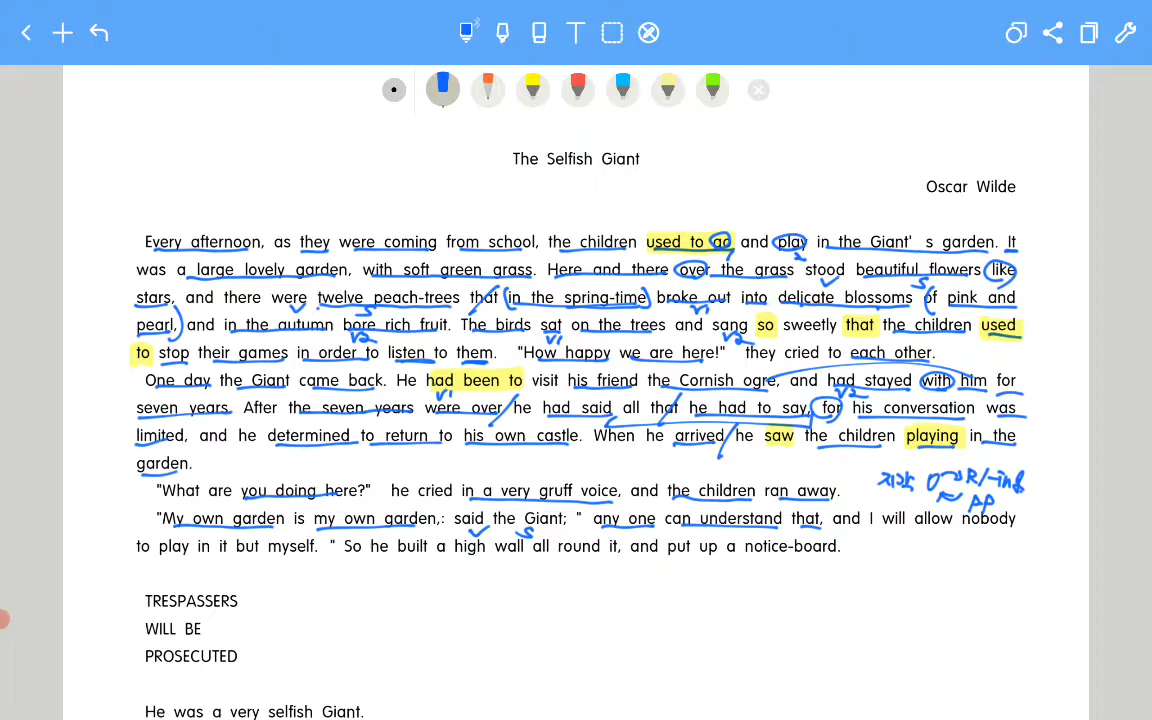 The Selfish Giant
Oscar Wilde
Every afternoon, as they were coming from school, the children used to go and play in the Giant' s garden. It
was a large lovely garden, with soft green grass. Here and there over the grass stood beautiful flowers like
stars, and there were twelve peach-trees that in the spring-time broke out into delicate blossoms of pink and
pearl, and in the autumn bore rich fruit. The birds sat on the trees and sang so sweetly that the children used
to stop their games in order to listen to them. "How happy we are here!" they cried to each other.
One day the Giant came back. He had been to visit his friend the Cornish ogre, and had stayed with him for
seven years. After the seven years were over he had said all that he had to say, for his conversation was
limited, and he determined to return to his own castle. When he arrived he saw the children playing in the
garden.
"What are you doing here?" he cried in a very gruff voice, and the children ran away.
"My own garden is my own garden,: said the Giant; " any one can understand that, and I will allow nobody
to play in it but myself. " So he built a high wall all round it, and put up a notice-board.
TRESPASSERS
WILL BE
PROSECUTED
He was a very selfish Giant.